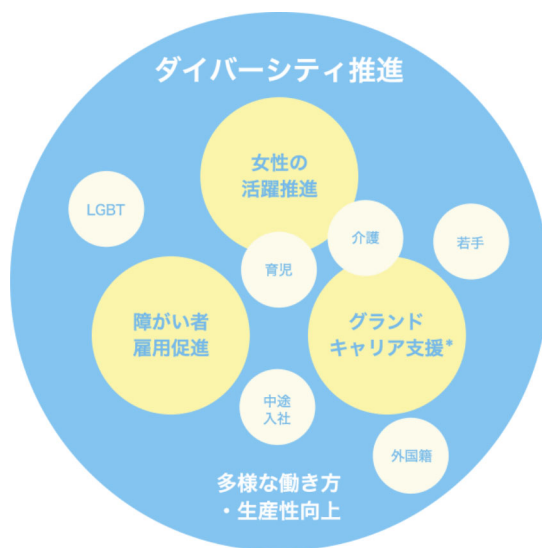 ダイバーシティ推進
女性の
活躍推進
LGBT
介護
若手
育児
障がい者
雇用促進
グランド
キャリア支援*
中途
入社
外国籍
多様な働き方
・生産性向上